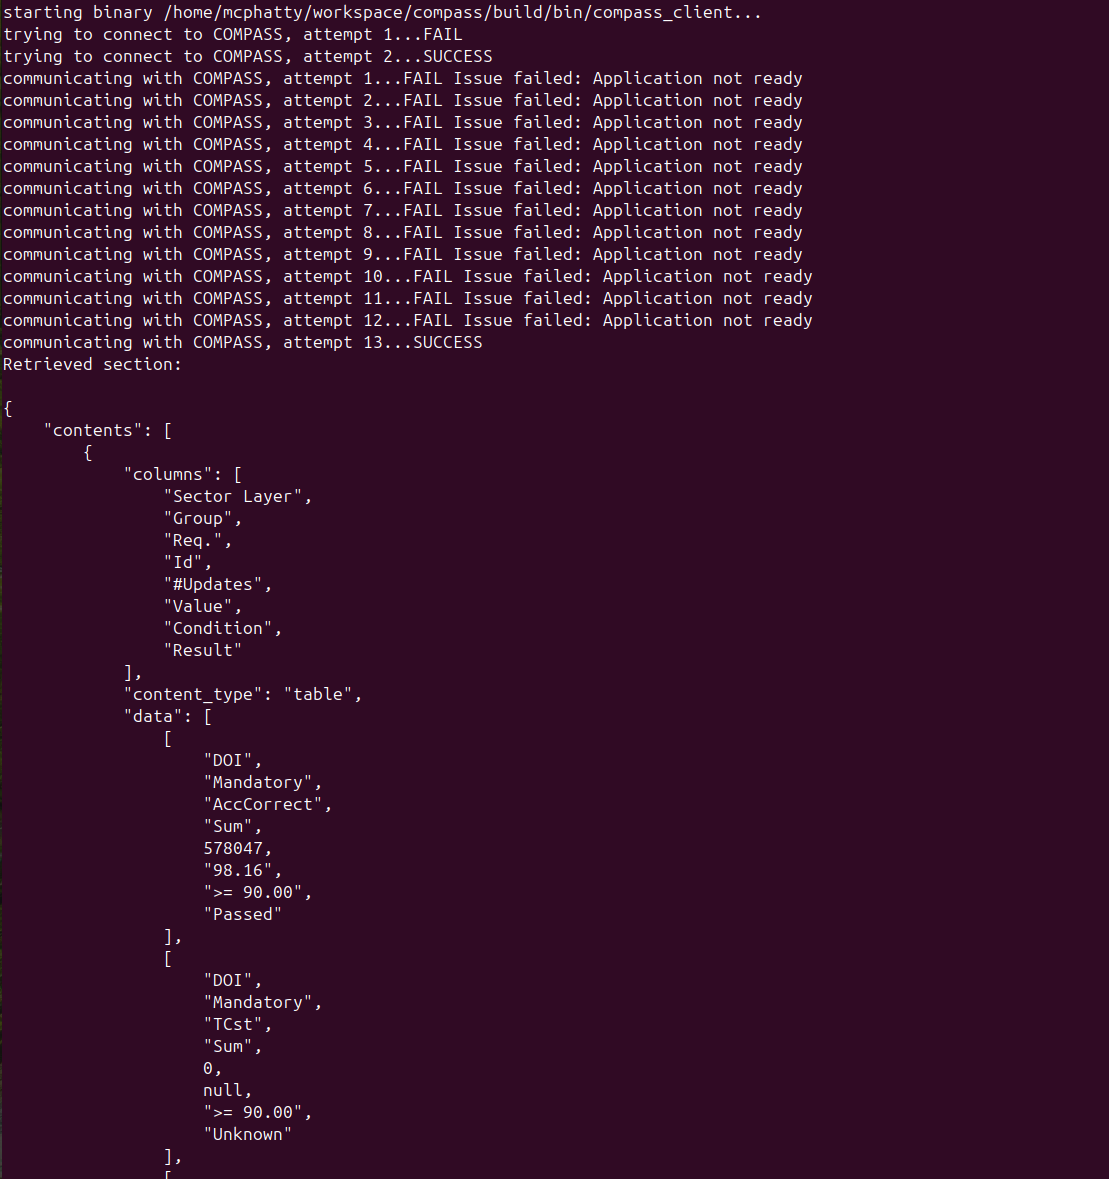 starting binary /home/mcphatty/workspace/compass/build/bin/compass_client...
trying to connect to COMPASS, attempt 1...FAIL
trying to connect to COMPASS, attempt 2...SUCCESS
communicating with COMPASS, attempt 1...FAIL Issue failed: Application not ready
communicating with COMPASS, attempt 2...FAIL Issue failed: Application not ready
communicating with COMPASS, attempt 3...FAIL Issue failed: Application not ready
communicating with COMPASS, attempt 4...FAIL Issue failed: Application not ready
communicating with COMPASS, attempt 5...FAIL Issue failed: Application not ready
communicating with COMPASS, attempt 6...FAIL Issue failed: Application not ready
communicating with COMPASS, attempt 7...FAIL Issue failed: Application not ready
communicating with COMPASS, attempt 8...FAIL Issue failed: Application not ready
communicating with COMPASS, attempt 9...FAIL Issue failed: Application not ready
communicating with COMPASS, attempt 10...FAIL Issue failed: Application not ready
communicating with COMPASS, attempt 11...FAIL Issue failed: Application not ready
communicating with COMPASS, attempt 12...FAIL Issue failed: Application not ready
communicating with COMPASS, attempt 13...SUCCESS
Retrieved section:

{
    "contents": [
        {
            "columns": [
                "Sector Layer",
                "Group",
                "Req.",
                "Id",
                "#Updates",
                "Value",
                "Condition",
                "Result"
            ],
            "content_type": "table",
            "data": [
                [
                    "DOI",
                    "Mandatory",
                    "AccCorrect",
                    "Sum",
                    578047,
                    "98.16",
                    ">= 90.00",
                    "Passed"
                ],
                [
                    "DOI",
                    "Mandatory",
                    "TCst",
                    "Sum",
                    0,
                    null,
                    ">= 90.00",
                    "Unknown"
                ],
                [